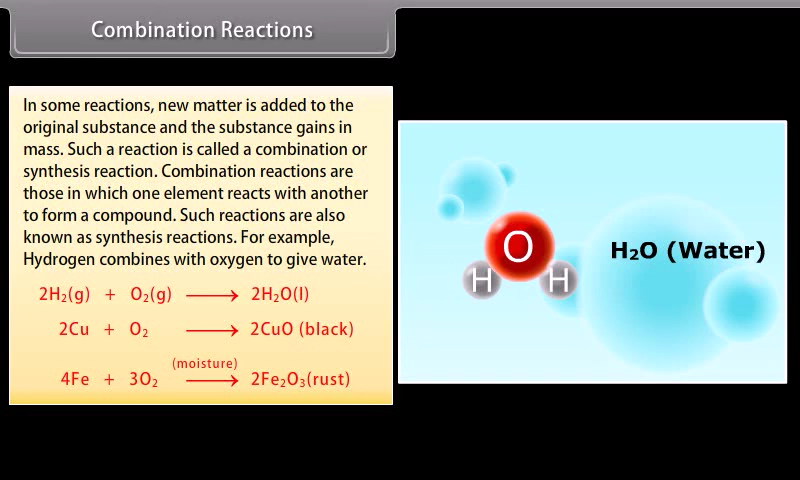 Combination Reactions
In some reactions, new matter is added to the
original substance and the substance gains in
mass. Such a reaction is called a combination or
synthesis reaction. Combination reactions are
those in which one element reacts with another
to form a compound. Such reactions are also
known as synthesis reactions. For example,
Hydrogen combines with oxygen to give water.
2H₂(g) + O₂(g) ⟶ 2H₂O(l)
2Cu + O₂ ⟶ 2CuO (black)
(moisture)
4Fe + 3O₂ ⟶ 2Fe₂O₃(rust)
O
H H
H₂O (Water)